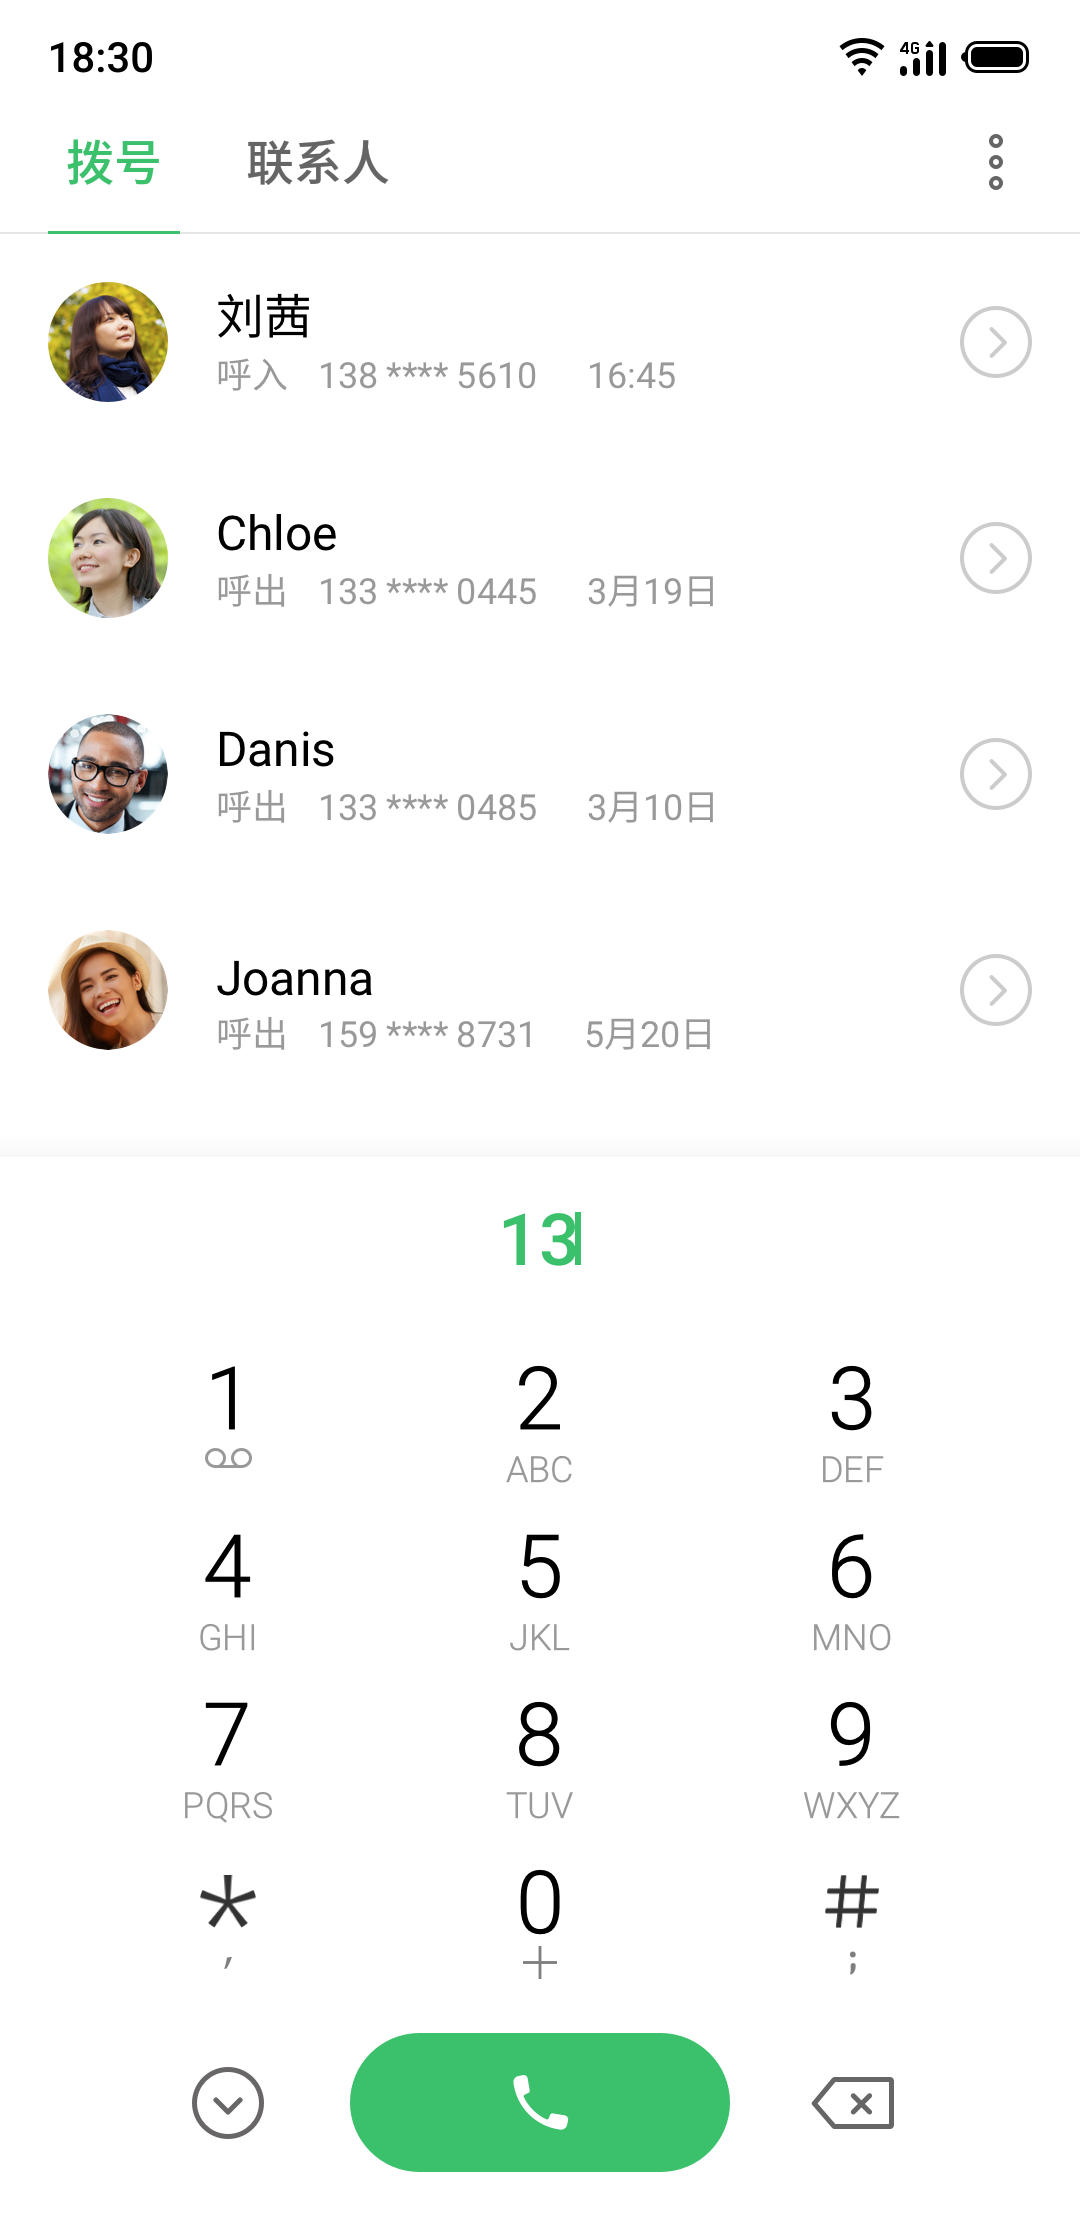 18:30 4G
拨号 联系人
刘茜
呼入 138 **** 5610 16:45
Chloe
呼出 133 **** 0445 3月19日
Danis
呼出 133 **** 0485 3月10日
Joanna
呼出 159 **** 8731 5月20日
13
1 2 3
ABC DEF
4 5 6
GHI JKL MNO
7 8 9
PQRS TUV WXYZ
* 0 #
, + ;